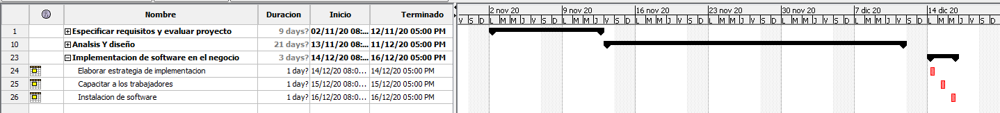 Nombre Duracion Inicio Terminado
2 nov 20 9 nov 20 16 nov 20 23 nov 20 30 nov 20 7 dic 20 14 dic 20
V S D L M M J V S D L M M J V S D L M M J V S D L M M J V S D L M M J V S D L M M J V S D L M M J V S D
1 Especificar requisitos y evaluar proyecto 9 days? 02/11/20 08:... 12/11/20 05:00 PM
10 Analsis Y diseño 21 days? 13/11/20 08:... 11/12/20 05:00 PM
23 Implementacion de software en el negocio 3 days? 14/12/20 08:... 16/12/20 05:00 PM
24 Elaborar estrategia de implementacion 1 day? 14/12/20 08:0... 14/12/20 05:00 PM
25 Capacitar a los trabajadores 1 day? 15/12/20 08:0... 15/12/20 05:00 PM
26 Instalacion de software 1 day? 16/12/20 08:0... 16/12/20 05:00 PM